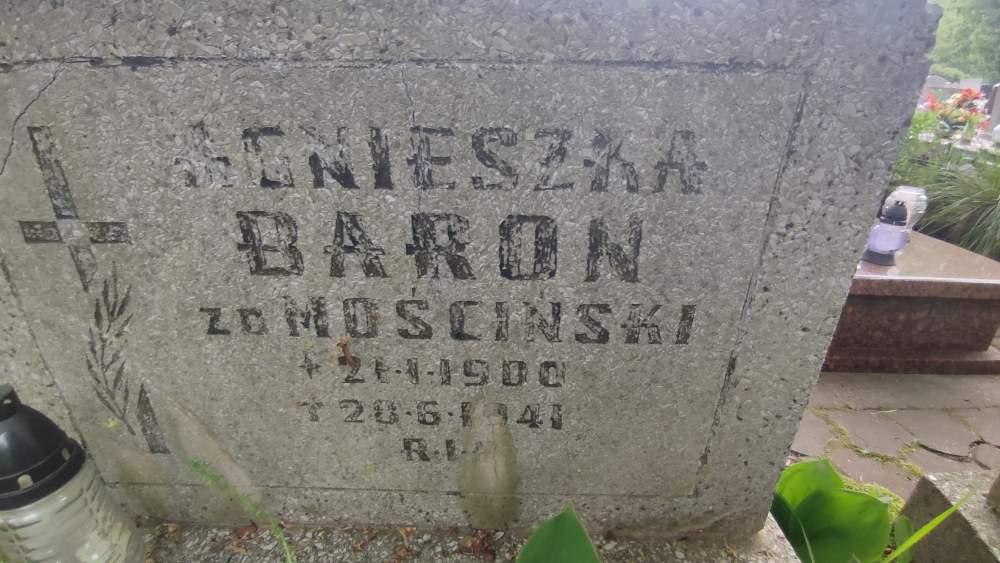 AGNIESZKA
BARON
ZD MOŚCIŃSKI
+ 21·1·1900
† 28·6·1941
R.I.P.